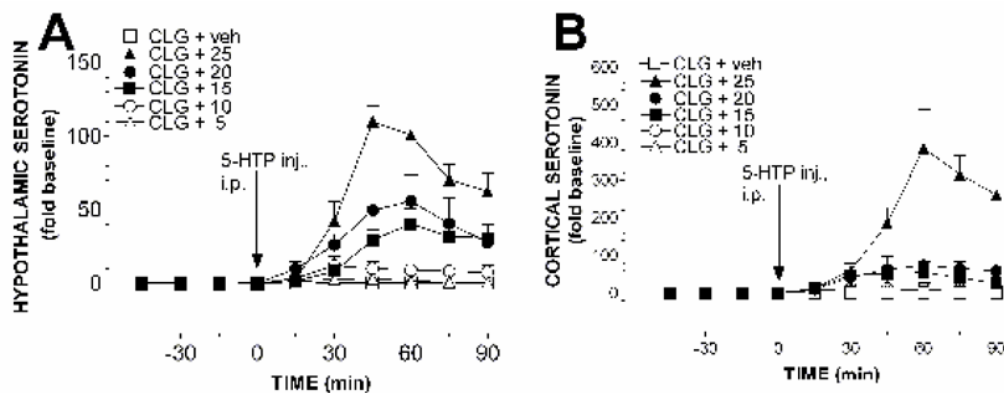 A
HYPOTHALAMIC SEROTONIN
(fold baseline)
150
100
50
0
CLG + veh
CLG + 25
CLG + 20
CLG + 15
CLG + 10
CLG + 5
5-HTP inj.,
i.p.
-30 0 30 60 90
TIME (min)
B
CORTICAL SEROTONIN
(fold baseline)
600
500
400
300
200
100
0
CLG + veh
CLG + 25
CLG + 20
CLG + 15
CLG + 10
CLG + 5
5-HTP inj.,
i.p.
-30 0 30 60 90
TIME (min)